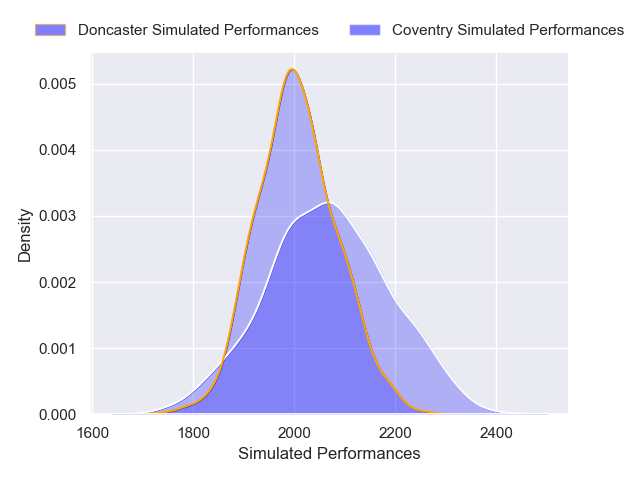 Doncaster Simulated Performances Coventry Simulated Performances
0.005
0.004
0.003
0.002
0.001
0.000
Density
1600 1800 2000 2200 2400
Simulated Performances